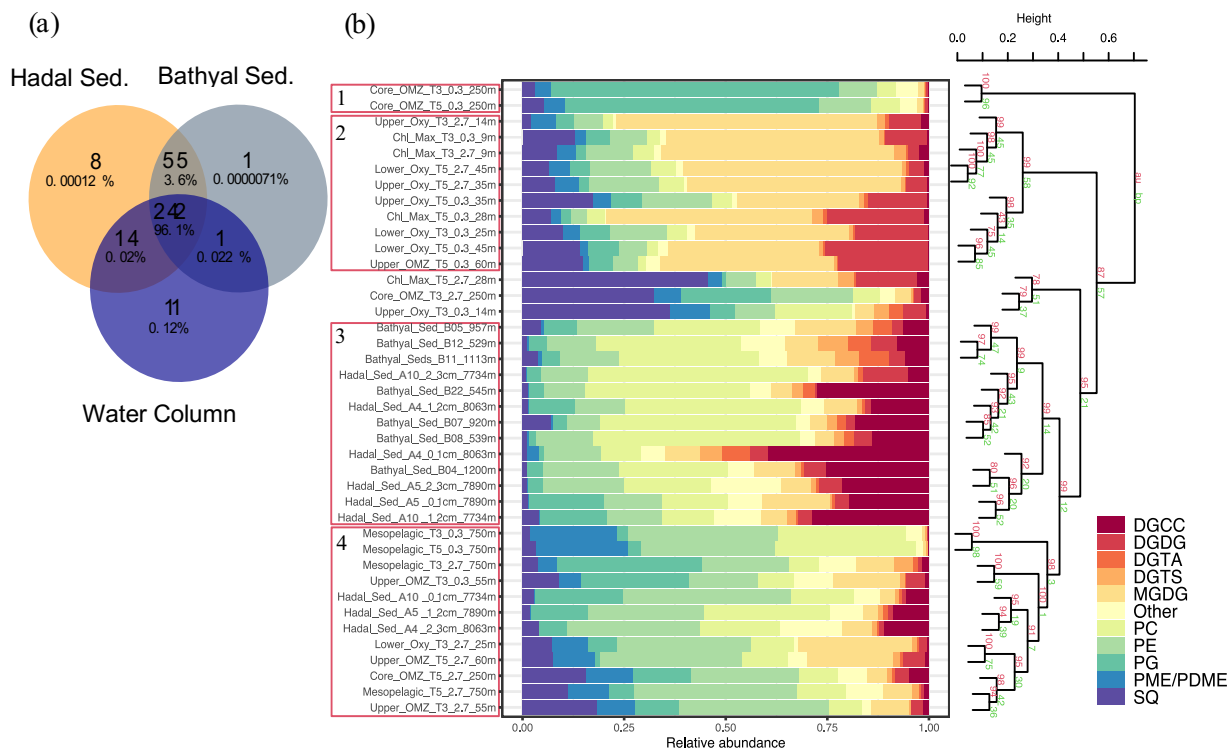 (a)
Hadal Sed.
Bathyal Sed.
8
0.00012 %
55
3.6%
1
0.0000071%
242
96.1%
14
0.02%
1
0.022 %
11
0.12%
Water Column
(b)
1
2
3
4
Core_OMZ_T3_0.3_250m
Core_OMZ_T5_0.3_250m
Upper_Oxy_T3_2.7_14m
Chl_Max_T3_0.3_9m
Chl_Max_T3_2.7_9m
Lower_Oxy_T5_2.7_45m
Upper_Oxy_T5_2.7_35m
Upper_Oxy_T5_0.3_35m
Chl_Max_T5_0.3_28m
Lower_Oxy_T3_0.3_25m
Lower_Oxy_T5_0.3_45m
Upper_OMZ_T5_0.3_60m
Chl_Max_T5_2.7_28m
Core_OMZ_T3_2.7_250m
Upper_Oxy_T3_0.3_14m
Bathyal_Sed_B05_957m
Bathyal_Sed_B12_529m
Bathyal_Seds_B11_1113m
Hadal_Sed_A10_2_3cm_7734m
Bathyal_Sed_B22_545m
Hadal_Sed_A4_1_2cm_8063m
Bathyal_Sed_B07_920m
Bathyal_Sed_B08_539m
Hadal_Sed_A4_0_1cm_8063m
Bathyal_Sed_B04_1200m
Hadal_Sed_A5_2_3cm_7890m
Hadal_Sed_A5_0_1cm_7890m
Hadal_Sed_A10_1_2cm_7734m
Mesopelagic_T3_0.3_750m
Mesopelagic_T5_0.3_750m
Mesopelagic_T3_2.7_750m
Upper_OMZ_T3_0.3_55m
Hadal_Sed_A10_0_1cm_7734m
Hadal_Sed_A5_1_2cm_7890m
Hadal_Sed_A4_2_3cm_8063m
Lower_Oxy_T3_2.7_25m
Upper_OMZ_T5_2.7_60m
Core_OMZ_T5_2.7_250m
Mesopelagic_T5_2.7_750m
Upper_OMZ_T3_2.7_55m
0.00
0.25
0.50
0.75
1.00
Relative abundance
Height
0.0
0.2
0.4
0.6
au
bp
100
96
87
57
DGCC
DGDG
DGTA
DGTS
MGDG
Other
PC
PE
PG
PME/PDME
SQ